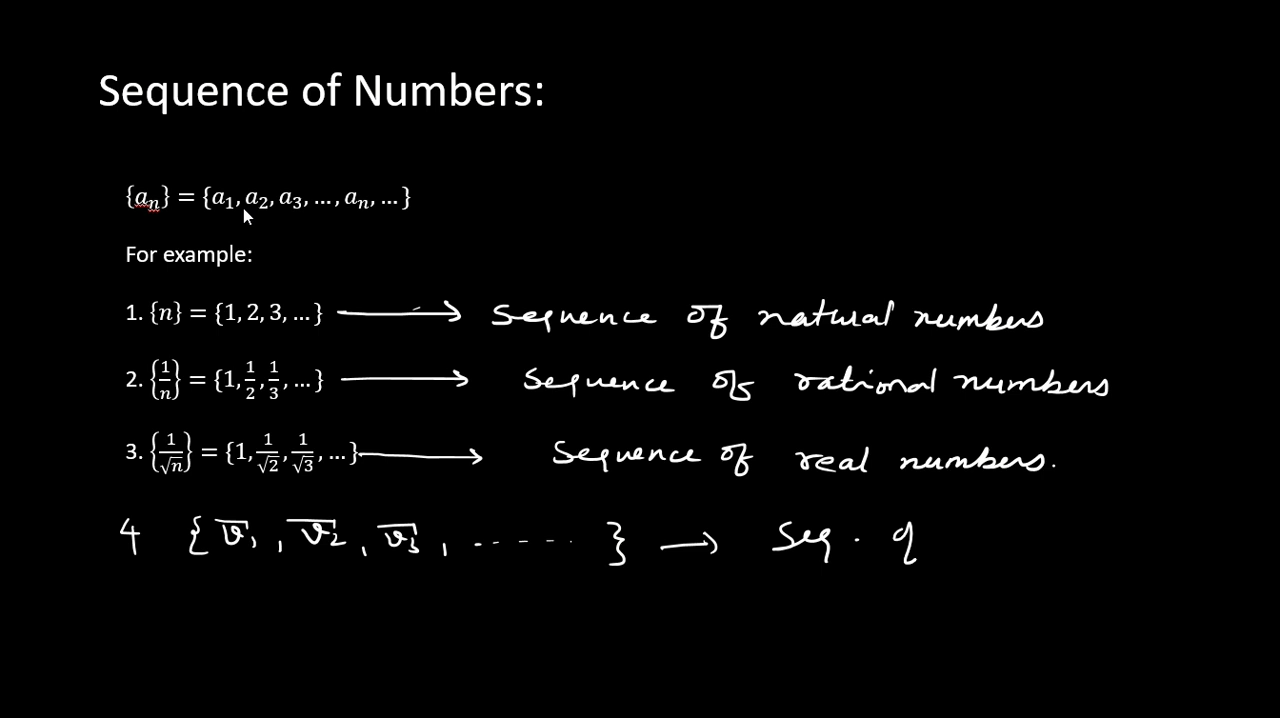 Sequence of Numbers:
{aₙ} = {a₁, a₂, a₃, ..., aₙ, ... }
For example:
1. {n} = {1, 2, 3, ... } ⟶ Sequence of natural numbers
2. {1/n} = {1, 1/2, 1/3, ... } ⟶ Sequence of rational numbers
3. {1/√n} = {1, 1/√2, 1/√3, ... } ⟶ Sequence of real numbers.
4 {v̅₁, v̅₂, v̅₃, ......} ⟶ Seq. of